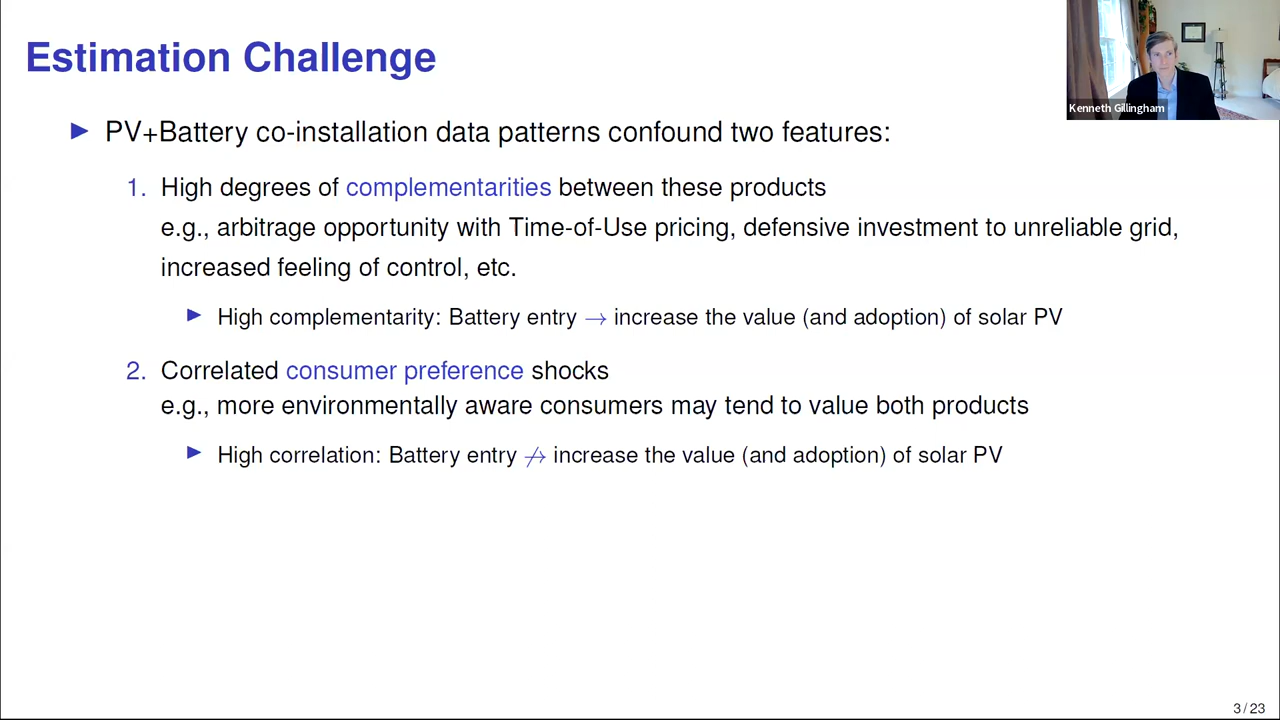 Estimation Challenge
Kenneth Gillingham
▶ PV+Battery co-installation data patterns confound two features:
1. High degrees of complementarities between these products
e.g., arbitrage opportunity with Time-of-Use pricing, defensive investment to unreliable grid,
increased feeling of control, etc.
▶ High complementarity: Battery entry → increase the value (and adoption) of solar PV
2. Correlated consumer preference shocks
e.g., more environmentally aware consumers may tend to value both products
▶ High correlation: Battery entry ↛ increase the value (and adoption) of solar PV
3 / 23